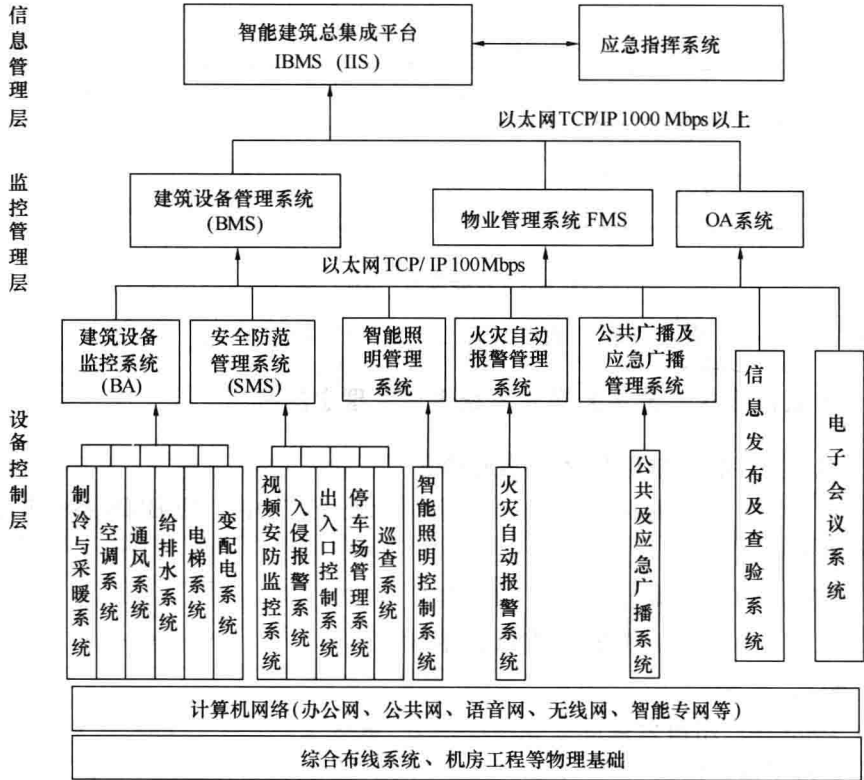 信息管理层
智能建筑总集成平台
IBMS (IIS)
应急指挥系统
以太网TCP/IP 1000 Mbps以上
监控管理层
建筑设备管理系统
(BMS)
物业管理系统 FMS
OA系统
以太网TCP/ IP 100Mbps
设备控制层
建筑设备
监控系统
(BA)
安全防范
管理系统
(SMS)
智能照
明管理
系统
火灾自动
报警管理
系统
公共广播及
应急广播
管理系统
信息发布及查验系统
电子会议系统
制冷与采暖系统
空调系统
通风系统
给排水系统
电梯系统
变配电系统
视频安防监控系统
入侵报警系统
出入口控制系统
停车场管理系统
巡查系统
智能照明控制系统
火灾自动报警系统
公共及应急广播系统
计算机网络(办公网、公共网、语音网、无线网、智能专网等)
综合布线系统、机房工程等物理基础